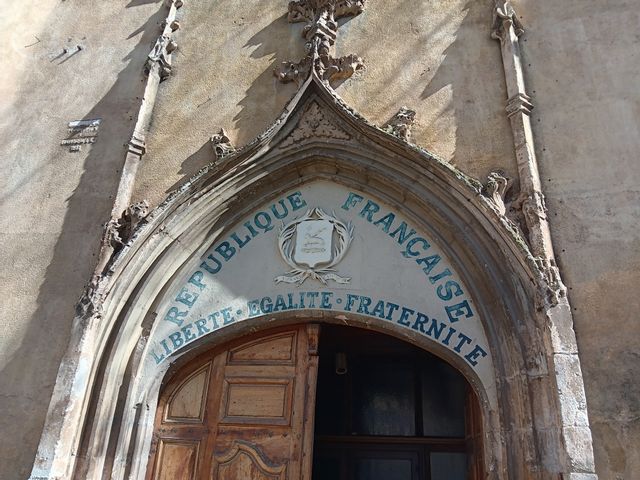 REPUBLIQUE FRANÇAISE
LIBERTE · EGALITE · FRATERNITE